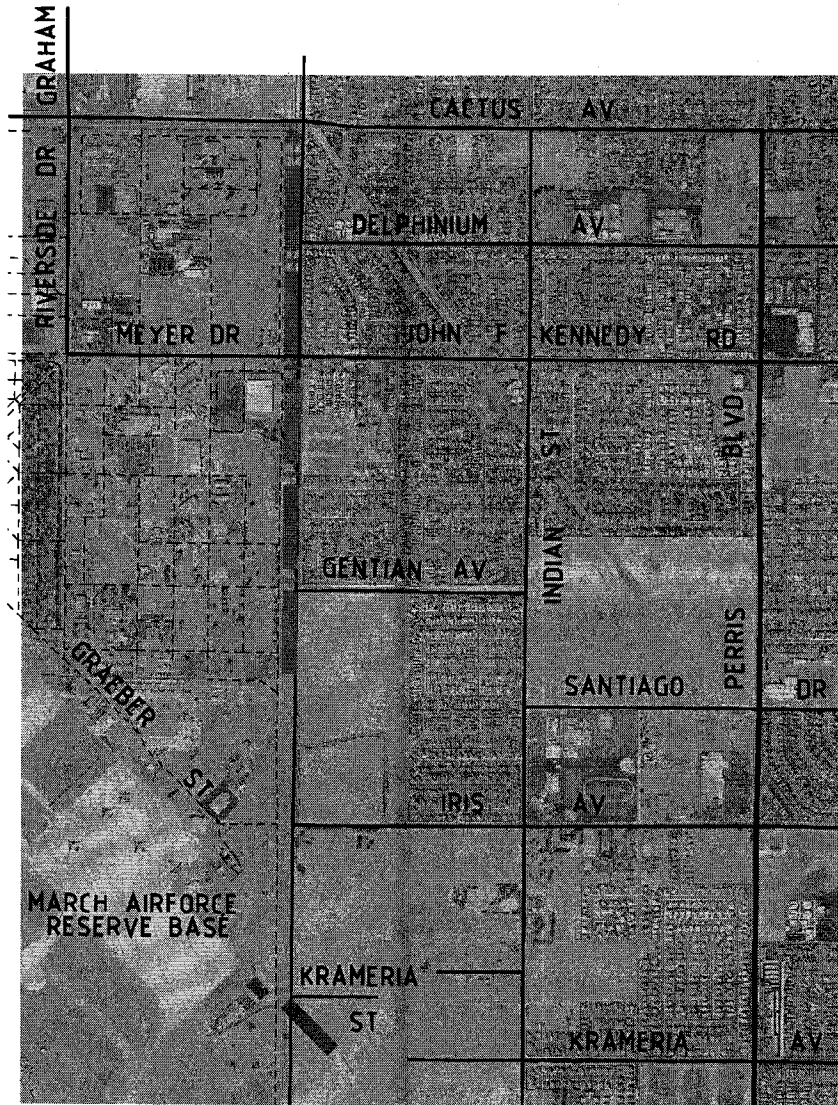 GRAHAM
CACTUS AV
RIVERSIDE DR
DELPHINIUM AV
MEYER DR
JOHN F KENNEDY RD
BLVD
ST
INDIAN
GENTIAN AV
PERRIS
GRAEBER
SANTIAGO DR
ST
IRIS AV
MARCH AIRFORCE
RESERVE BASE
KRAMERIA
ST
KRAMERIA AV